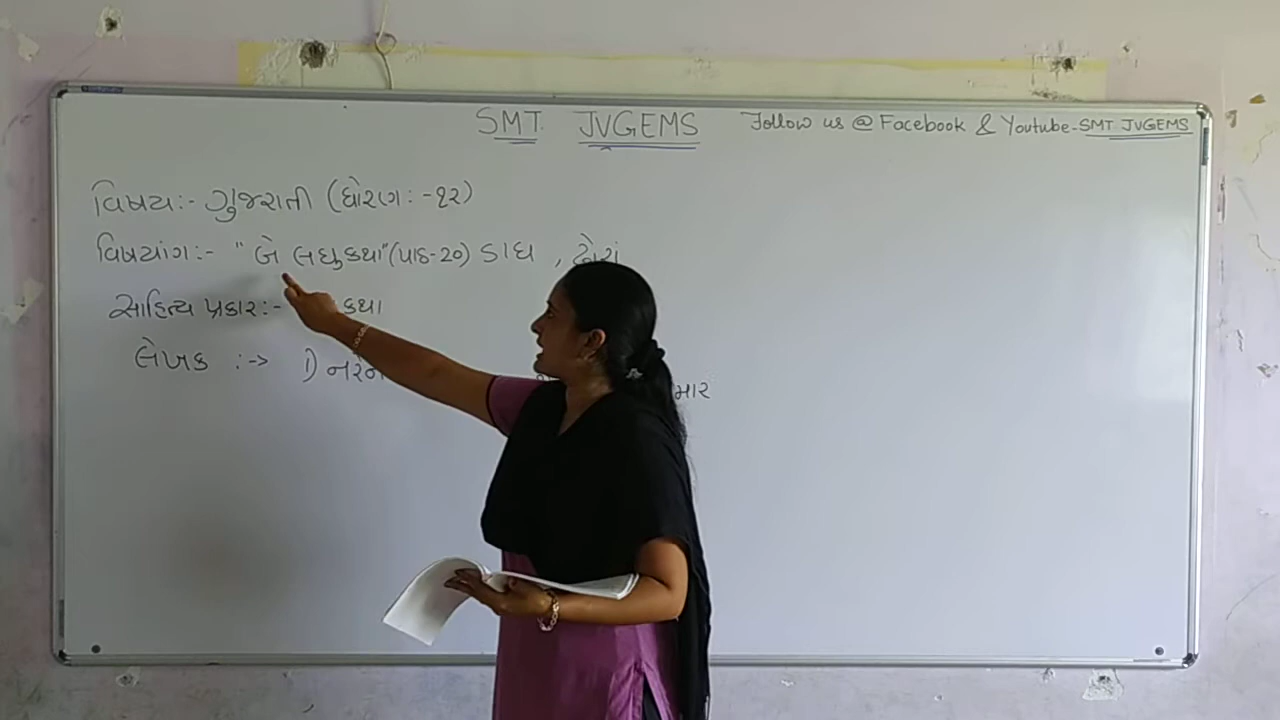 SMT. JVGEMS Follow us @ Facebook & Youtube-SMT. JVGEMS
વિષય:- ગુજરાતી (ધોરણ:-૧૨)
વિષયાંગ:- "બે લઘુકથા"(પાઠ-20) ડાઘ ,
સાહિત્ય પ્રકાર:- કથા
લેખક :-> 1) નરેન